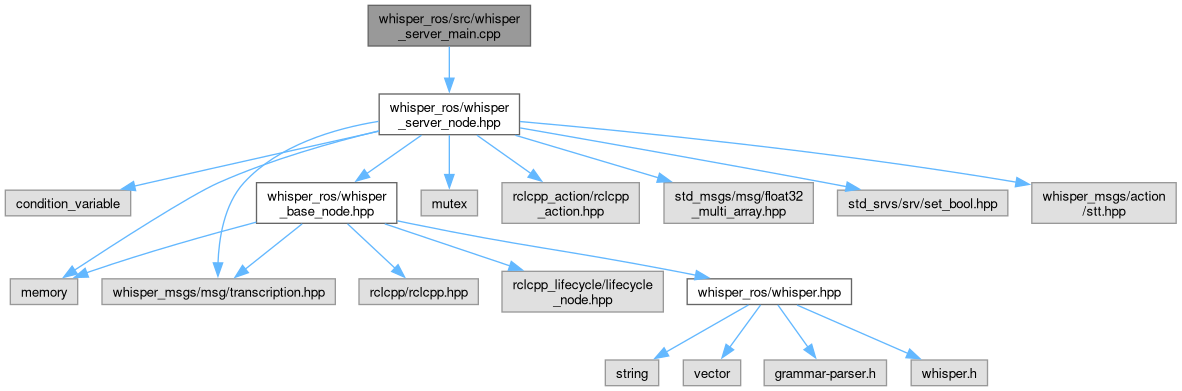 whisper_ros/src/whisper
_server_main.cpp
whisper_ros/whisper
_server_node.hpp
condition_variable
whisper_ros/whisper
_base_node.hpp
mutex
rclcpp_action/rclcpp
_action.hpp
std_msgs/msg/float32
_multi_array.hpp
std_srvs/srv/set_bool.hpp
whisper_msgs/action
/stt.hpp
memory
whisper_msgs/msg/transcription.hpp
rclcpp/rclcpp.hpp
rclcpp_lifecycle/lifecycle
_node.hpp
whisper_ros/whisper.hpp
string
vector
grammar-parser.h
whisper.h